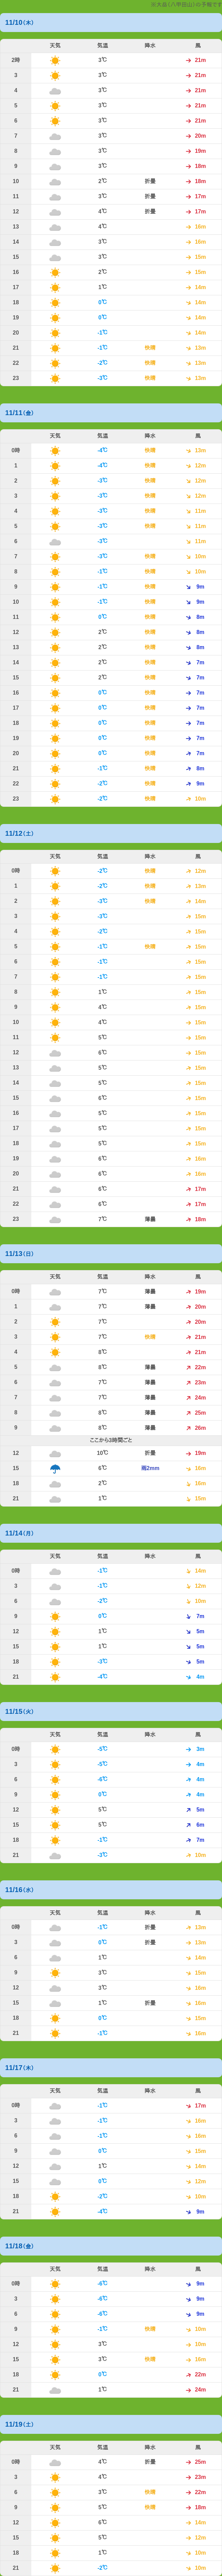 ※大岳(八甲田山)の予報です
11/10(木)
天気 気温 降水 風
2時 3℃ 21m
3 3℃ 21m
4 3℃ 21m
5 3℃ 21m
6 3℃ 21m
7 3℃ 20m
8 3℃ 19m
9 3℃ 18m
10 2℃ 折曇 18m
11 3℃ 折曇 17m
12 4℃ 折曇 17m
13 4℃ 16m
14 3℃ 16m
15 3℃ 15m
16 2℃ 15m
17 1℃ 14m
18 0℃ 14m
19 0℃ 14m
20 -1℃ 14m
21 -1℃ 快晴 13m
22 -2℃ 快晴 13m
23 -3℃ 快晴 13m
11/11(金)
天気 気温 降水 風
0時 -4℃ 快晴 13m
1 -4℃ 快晴 12m
2 -3℃ 快晴 12m
3 -3℃ 快晴 12m
4 -3℃ 快晴 11m
5 -3℃ 快晴 11m
6 -3℃ 11m
7 -3℃ 快晴 10m
8 -1℃ 快晴 10m
9 -1℃ 快晴 9m
10 -1℃ 快晴 9m
11 0℃ 快晴 8m
12 2℃ 快晴 8m
13 2℃ 快晴 8m
14 2℃ 快晴 7m
15 2℃ 快晴 7m
16 0℃ 快晴 7m
17 0℃ 快晴 7m
18 0℃ 快晴 7m
19 0℃ 快晴 7m
20 0℃ 快晴 7m
21 -1℃ 快晴 8m
22 -2℃ 快晴 9m
23 -2℃ 快晴 10m
11/12(土)
天気 気温 降水 風
0時 -2℃ 快晴 12m
1 -2℃ 快晴 13m
2 -3℃ 快晴 14m
3 -3℃ 15m
4 -2℃ 15m
5 -1℃ 快晴 15m
6 -1℃ 15m
7 -1℃ 15m
8 1℃ 15m
9 4℃ 15m
10 4℃ 15m
11 5℃ 15m
12 6℃ 15m
13 5℃ 15m
14 5℃ 15m
15 6℃ 15m
16 5℃ 15m
17 5℃ 15m
18 5℃ 15m
19 6℃ 16m
20 6℃ 16m
21 6℃ 17m
22 6℃ 17m
23 7℃ 薄曇 18m
11/13(日)
天気 気温 降水 風
0時 7℃ 薄曇 19m
1 7℃ 薄曇 20m
2 7℃ 20m
3 7℃ 快晴 21m
4 8℃ 21m
5 8℃ 薄曇 22m
6 7℃ 薄曇 23m
7 7℃ 薄曇 24m
8 8℃ 薄曇 25m
9 8℃ 薄曇 26m
ここから3時間ごと
12 10℃ 折曇 19m
15 6℃ 雨2mm 16m
18 2℃ 16m
21 1℃ 15m
11/14(月)
天気 気温 降水 風
0時 -1℃ 14m
3 -1℃ 12m
6 -2℃ 10m
9 0℃ 7m
12 1℃ 5m
15 1℃ 5m
18 -3℃ 5m
21 -4℃ 4m
11/15(火)
天気 気温 降水 風
0時 -5℃ 3m
3 -5℃ 4m
6 -6℃ 4m
9 0℃ 4m
12 5℃ 5m
15 5℃ 6m
18 -1℃ 7m
21 -3℃ 10m
11/16(水)
天気 気温 降水 風
0時 -1℃ 折曇 13m
3 0℃ 折曇 13m
6 1℃ 14m
9 3℃ 15m
12 3℃ 16m
15 1℃ 折曇 16m
18 0℃ 15m
21 -1℃ 16m
11/17(木)
天気 気温 降水 風
0時 -1℃ 17m
3 -1℃ 16m
6 -1℃ 16m
9 0℃ 15m
12 1℃ 14m
15 0℃ 12m
18 -2℃ 10m
21 -4℃ 9m
11/18(金)
天気 気温 降水 風
0時 -6℃ 9m
3 -6℃ 9m
6 -6℃ 9m
9 -1℃ 快晴 10m
12 3℃ 10m
15 3℃ 快晴 16m
18 0℃ 22m
21 1℃ 24m
11/19(土)
天気 気温 降水 風
0時 4℃ 折曇 25m
3 4℃ 23m
6 3℃ 快晴 22m
9 5℃ 快晴 18m
12 6℃ 14m
15 5℃ 12m
18 1℃ 10m
21 -2℃ 10m